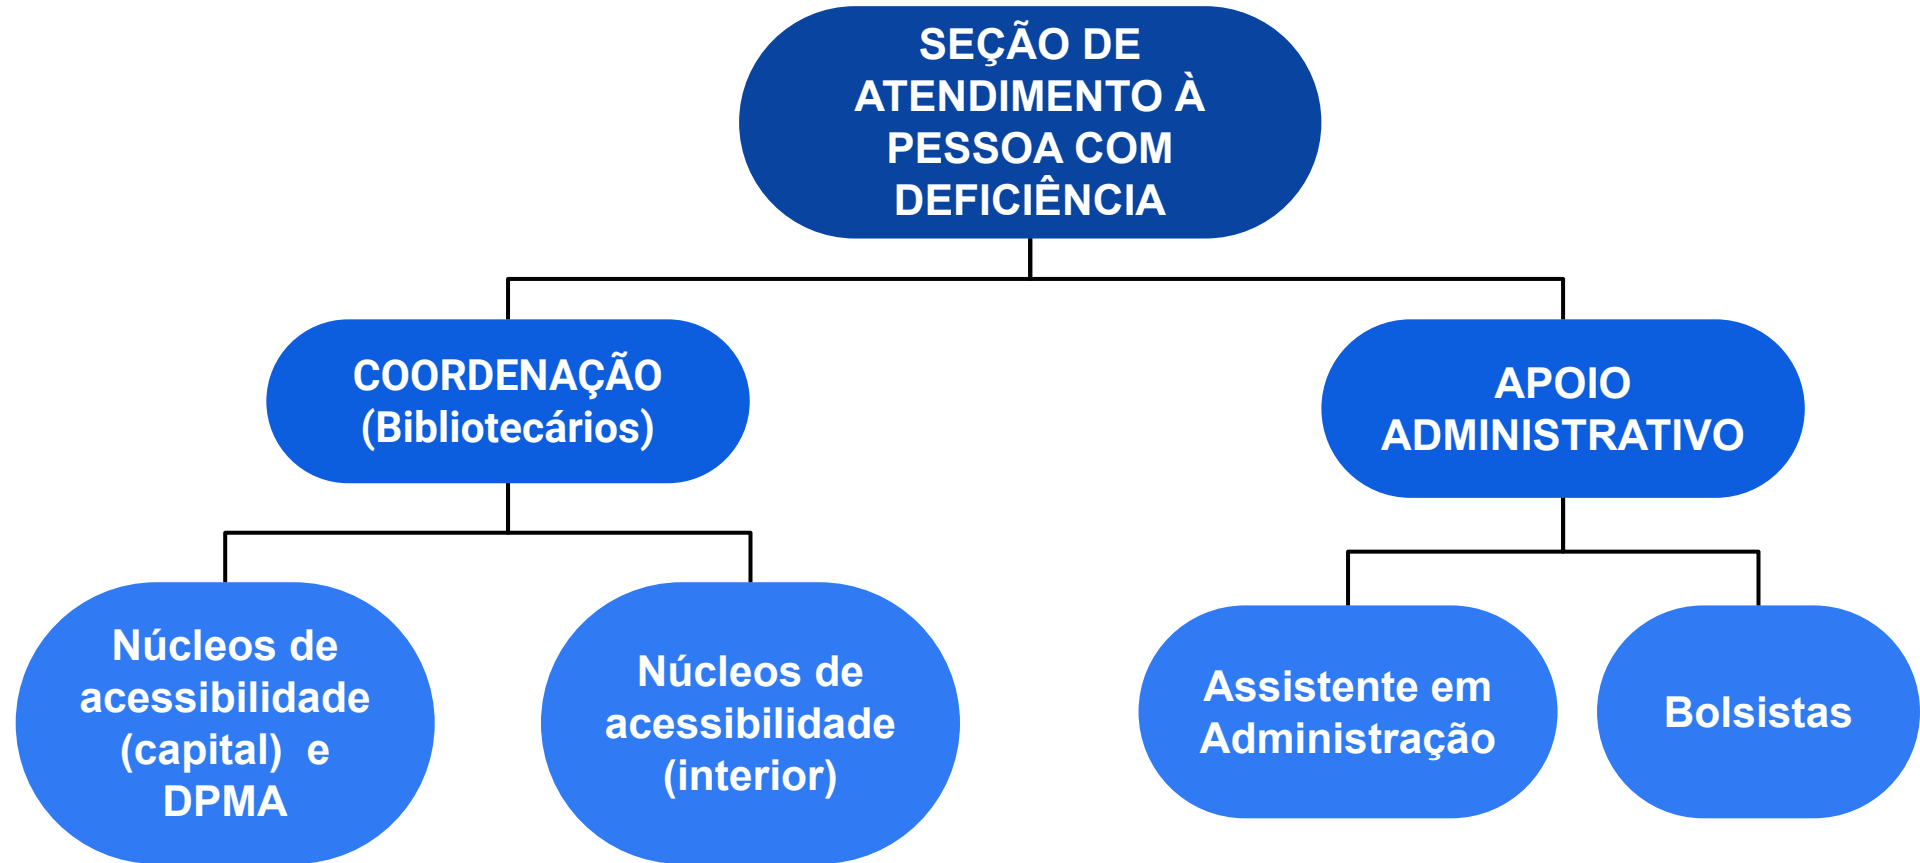 SEÇÃO DE
ATENDIMENTO À
PESSOA COM
DEFICIÊNCIA
COORDENAÇÃO
(Bibliotecários)
APOIO
ADMINISTRATIVO
Núcleos de
acessibilidade
(capital)  e
DPMA
Núcleos de
acessibilidade
(interior)
Assistente em
Administração
Bolsistas